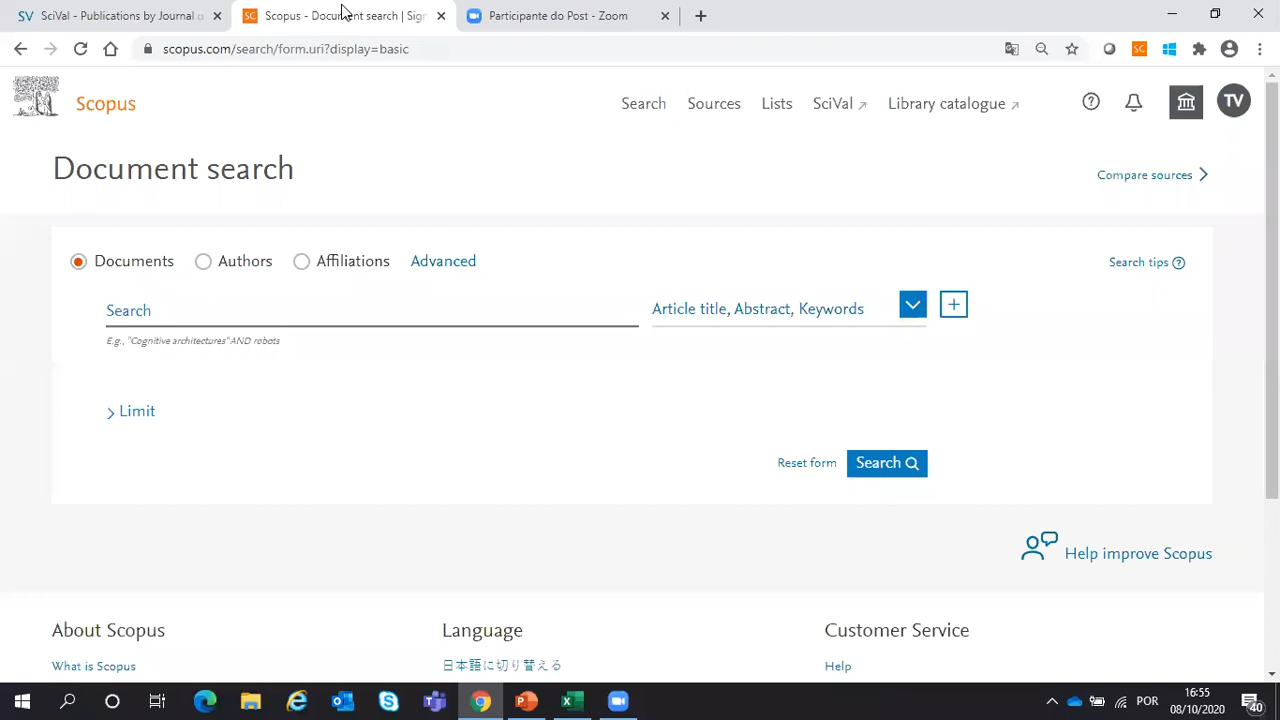 SciVal - Publications by Journal q
Scopus - Document search | Sign
Participante do Post - Zoom
scopus.com/search/form.uri?display=basic
Scopus
Search
Sources
Lists
SciVal
Library catalogue
TV
Document search
Compare sources
Documents
Authors
Affiliations
Advanced
Search tips
Search
Article title, Abstract, Keywords
E.g., "Cognitive architectures" AND robots
Limit
Reset form
Search
Help improve Scopus
About Scopus
Language
Customer Service
What is Scopus
日本語に切り替える
Help
POR
16:55
08/10/2020
40